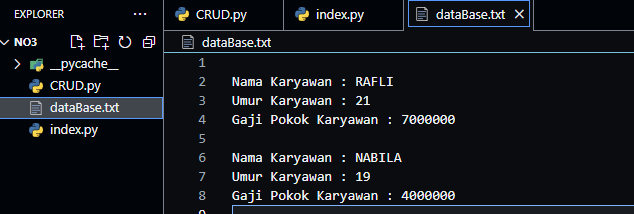 EXPLORER
NO3
__pycache__
CRUD.py
dataBase.txt
index.py
CRUD.py index.py dataBase.txt
dataBase.txt
1
2 Nama Karyawan : RAFLI
3 Umur Karyawan : 21
4 Gaji Pokok Karyawan : 7000000
5
6 Nama Karyawan : NABILA
7 Umur Karyawan : 19
8 Gaji Pokok Karyawan : 4000000
9